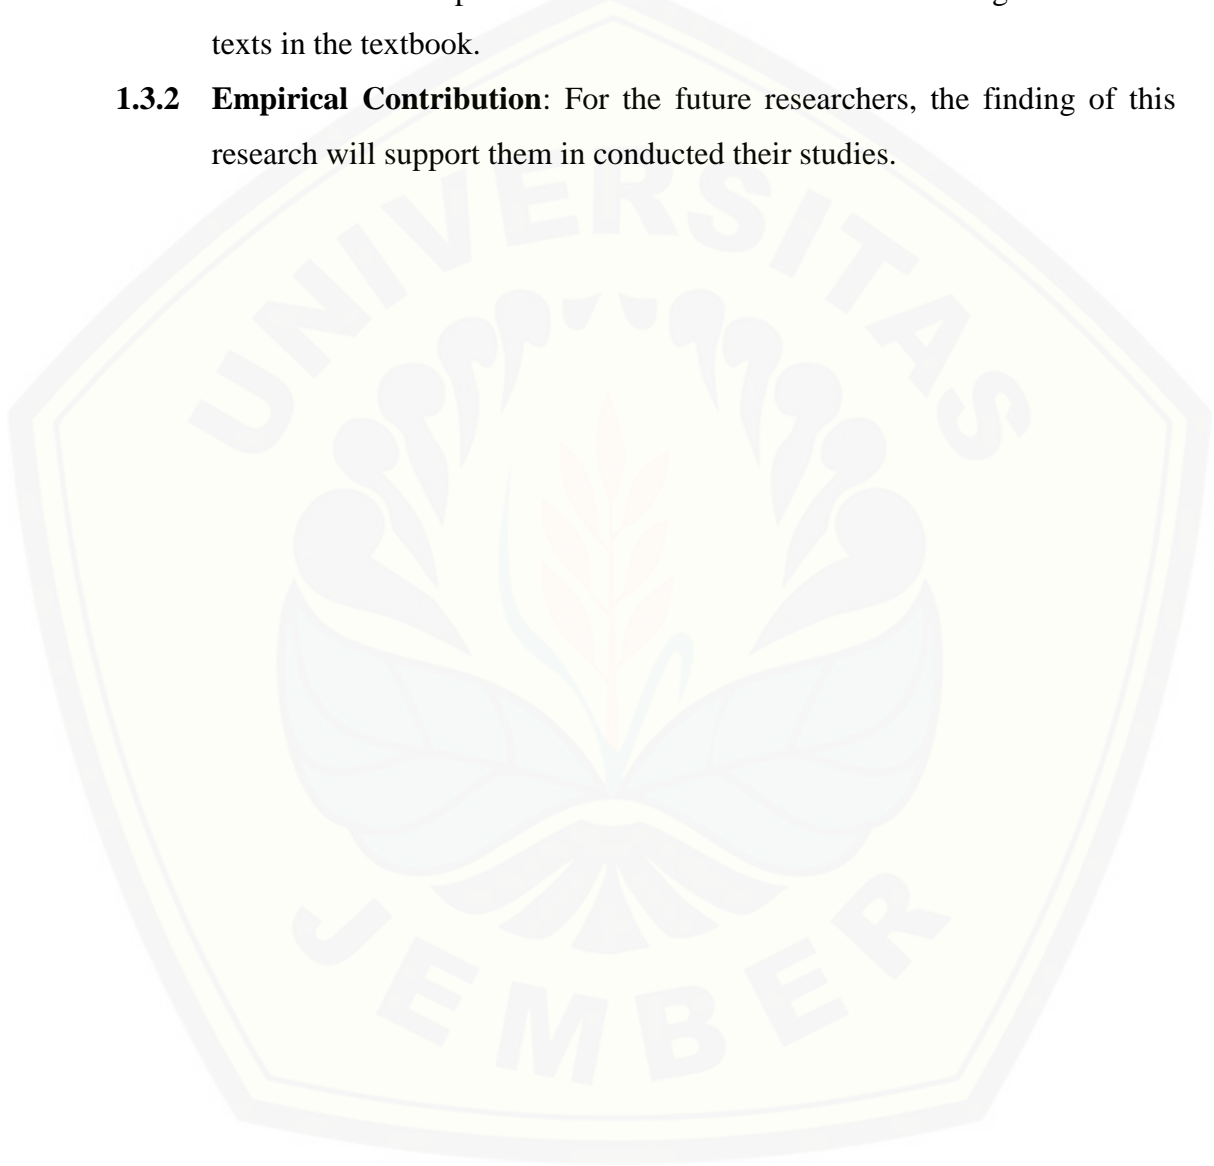 texts in the textbook.
1.3.2 Empirical Contribution: For the future researchers, the finding of this
research will support them in conducted their studies.
UNIVERSITAS
JEMBER